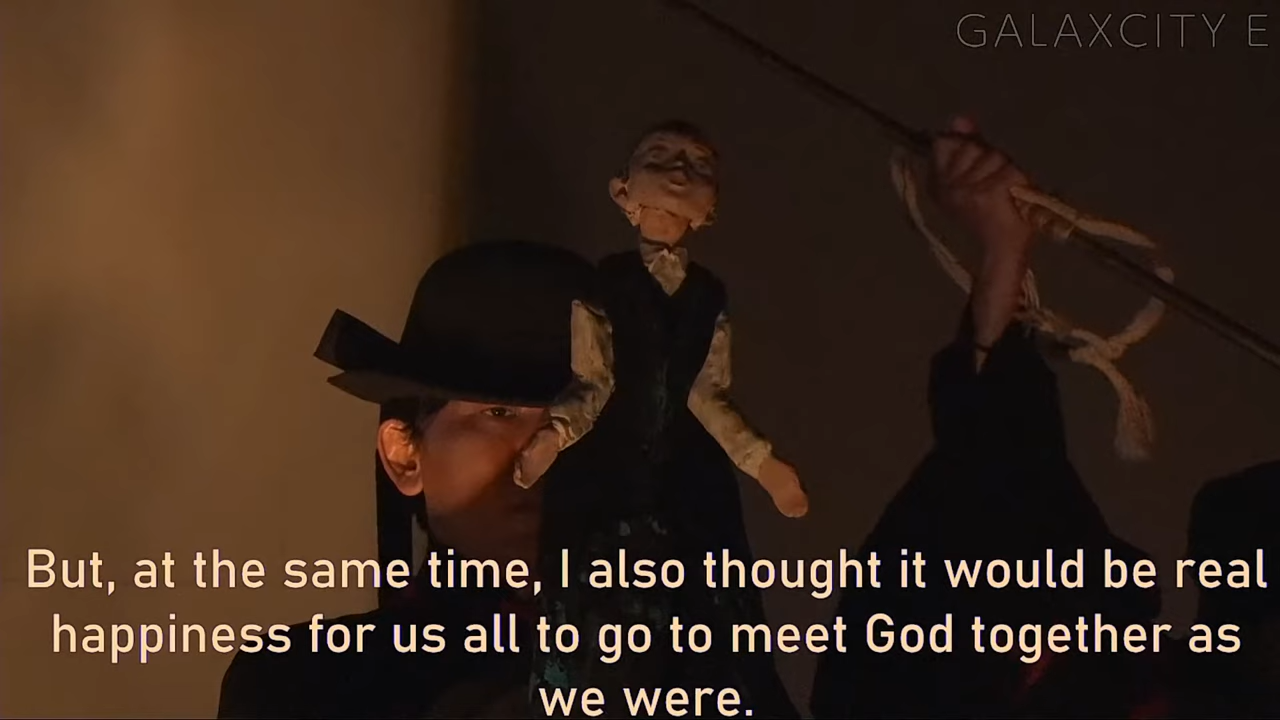 GALAXCITY E
But, at the same time, I also thought it would be real
happiness for us all to go to meet God together as
we were.